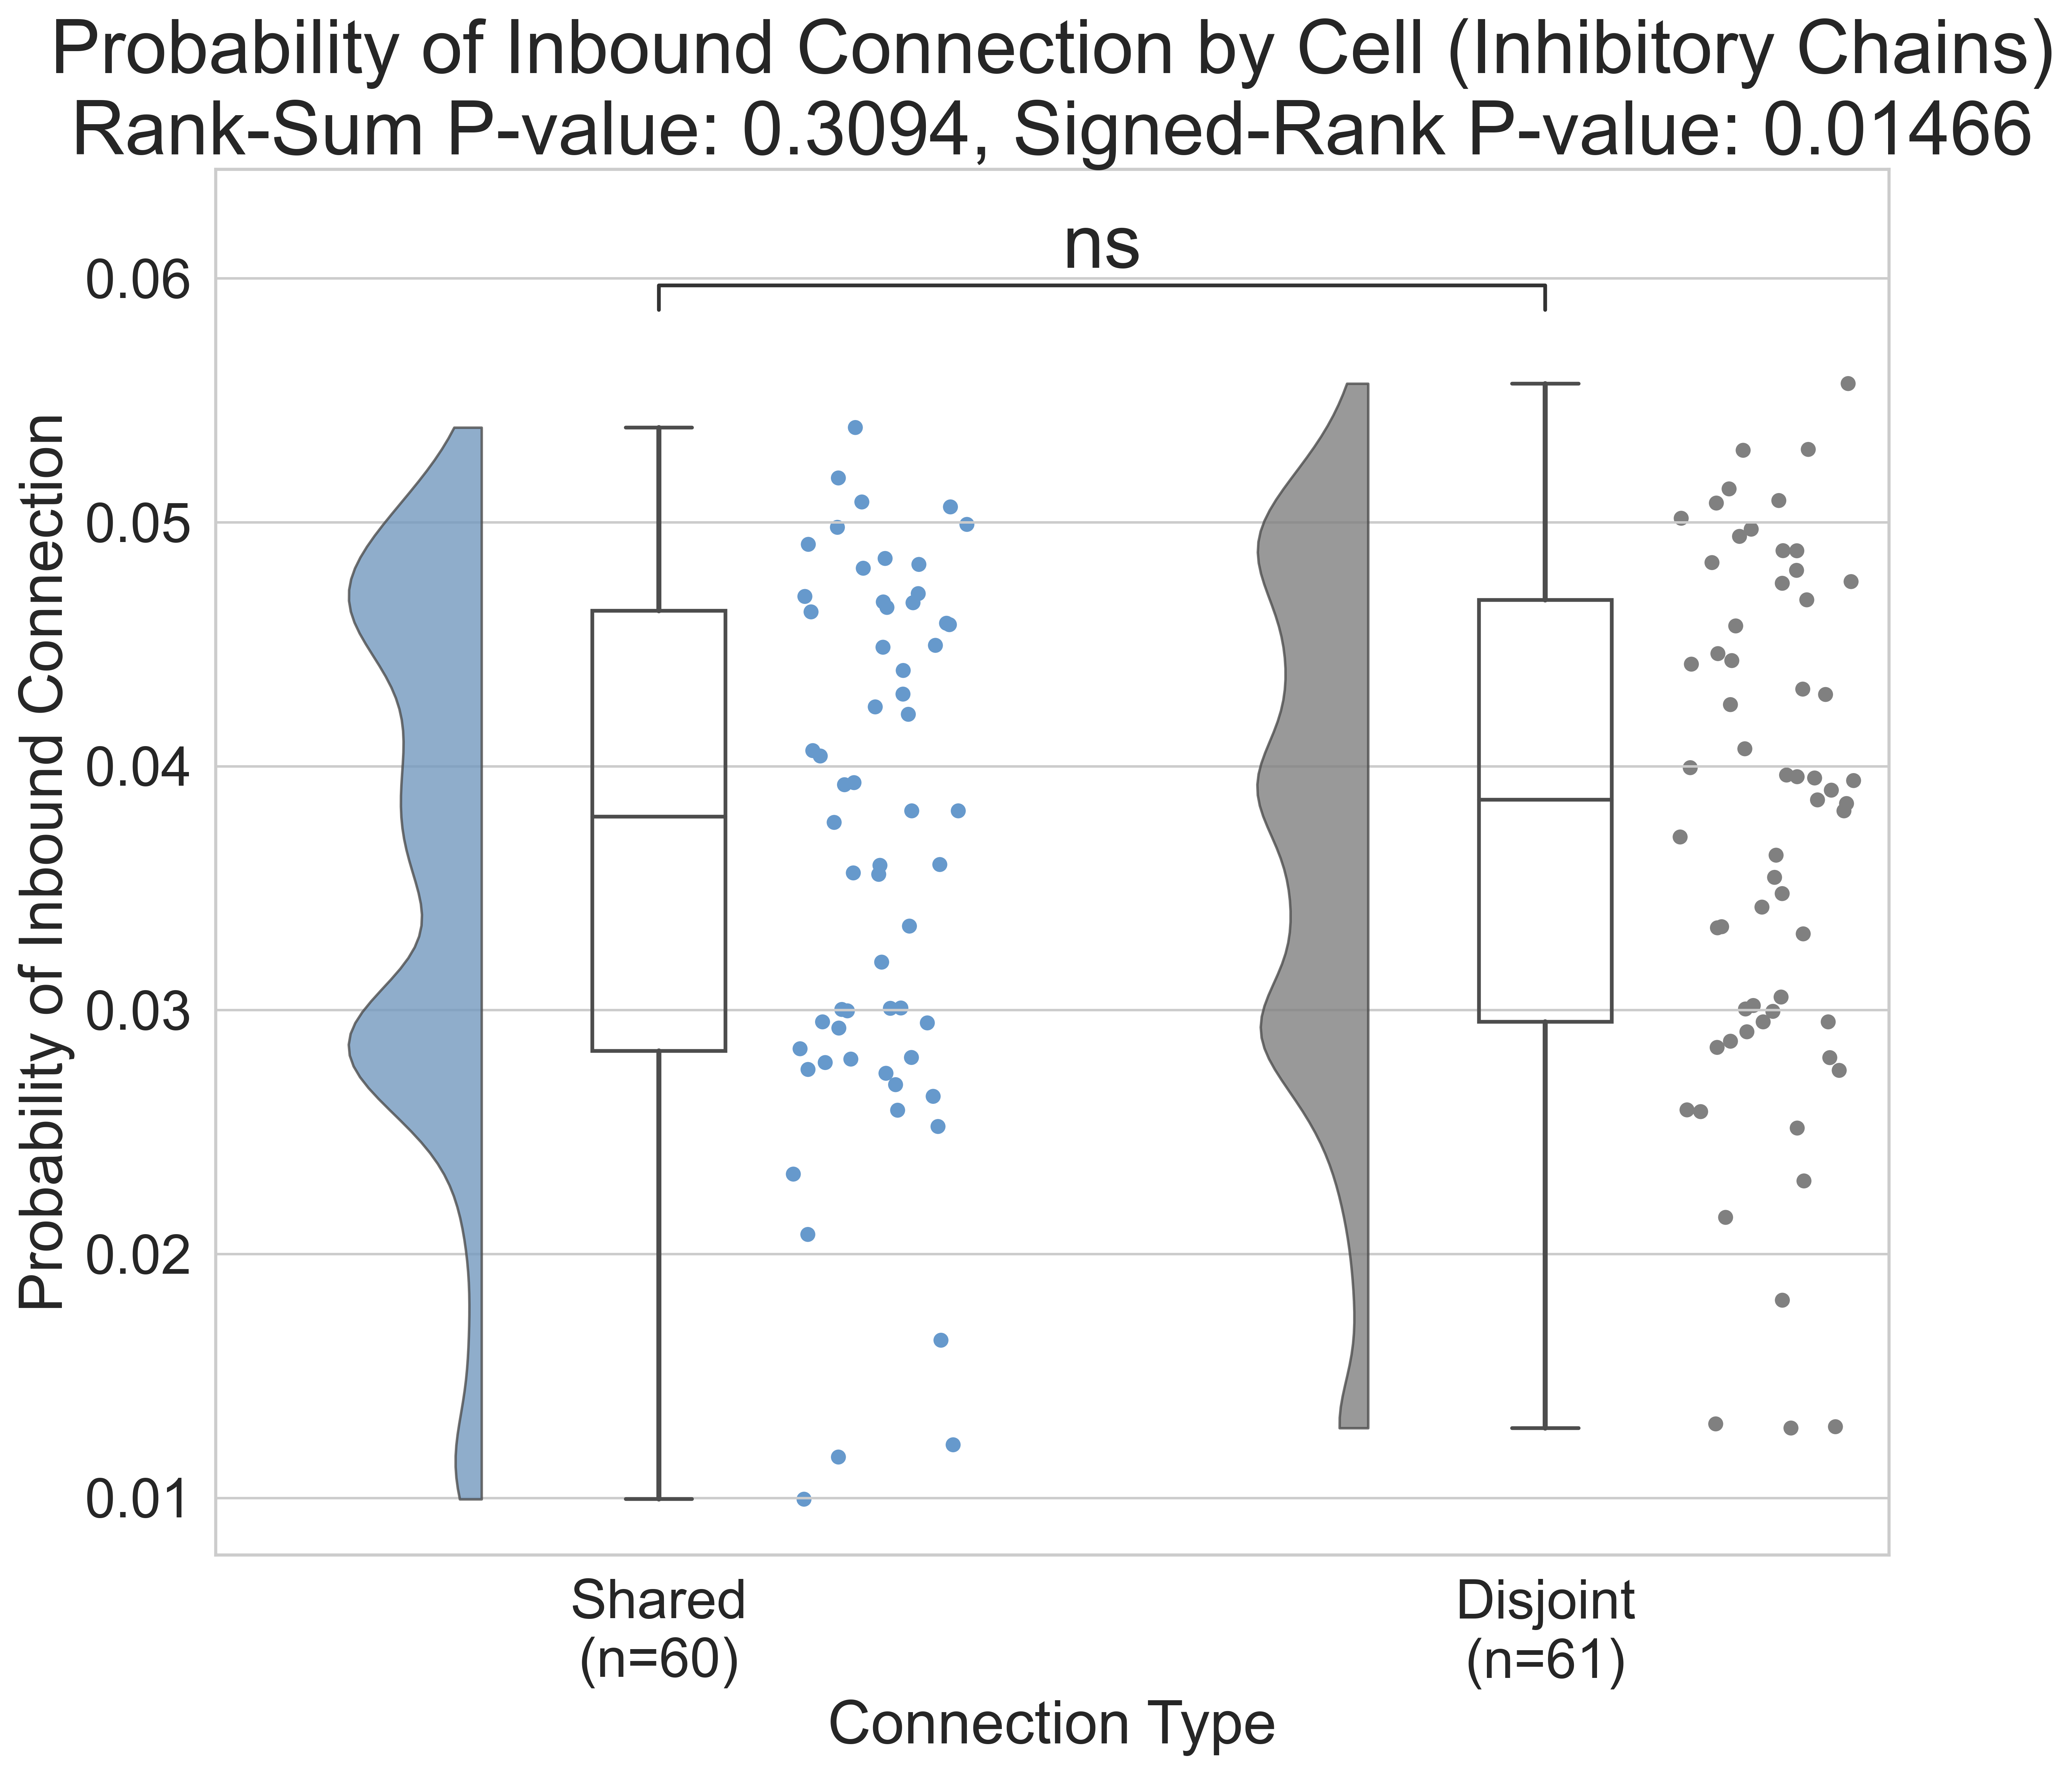 Probability of Inbound Connection by Cell (Inhibitory Chains)
Rank-Sum P-value: 0.3094, Signed-Rank P-value: 0.01466
ns
Probability of Inbound Connection
0.06
0.05
0.04
0.03
0.02
0.01
Shared
(n=60)
Disjoint
(n=61)
Connection Type